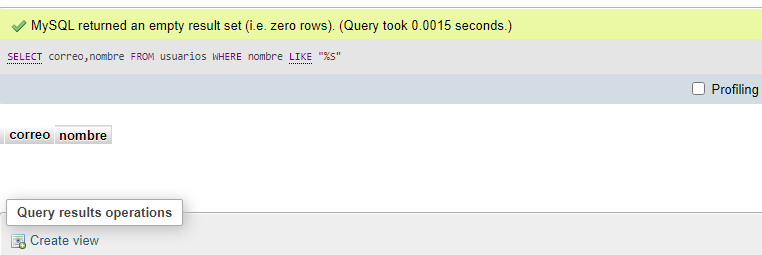 MySQL returned an empty result set (i.e. zero rows). (Query took 0.0015 seconds.)
SELECT correo,nombre FROM usuarios WHERE nombre LIKE "%S"
Profiling
correo nombre
Query results operations
Create view